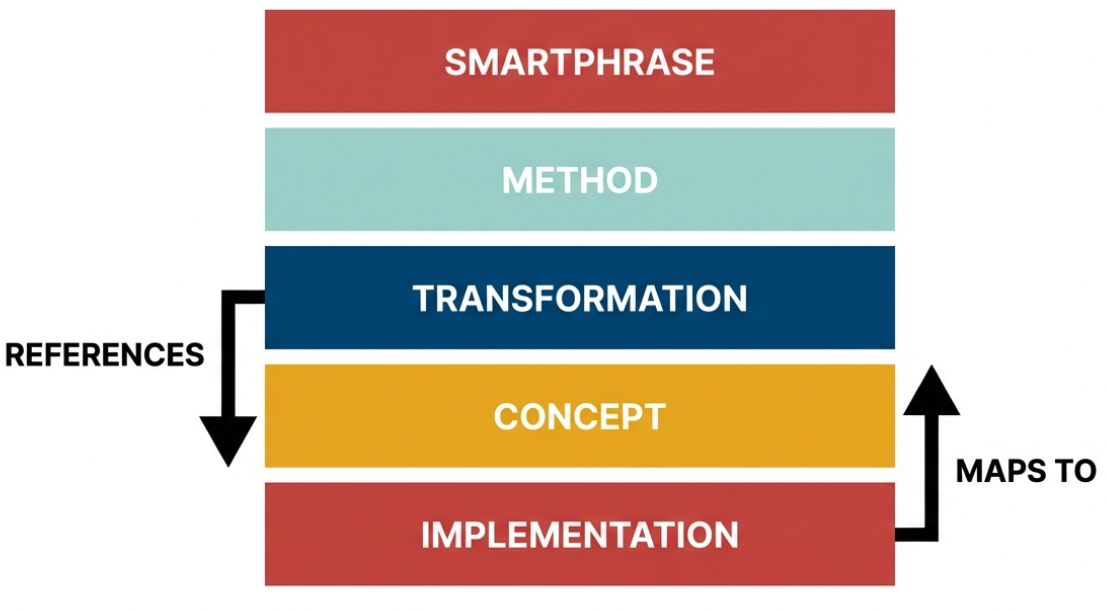 SMARTPHRASE
METHOD
TRANSFORMATION
REFERENCES
CONCEPT
MAPS TO
IMPLEMENTATION